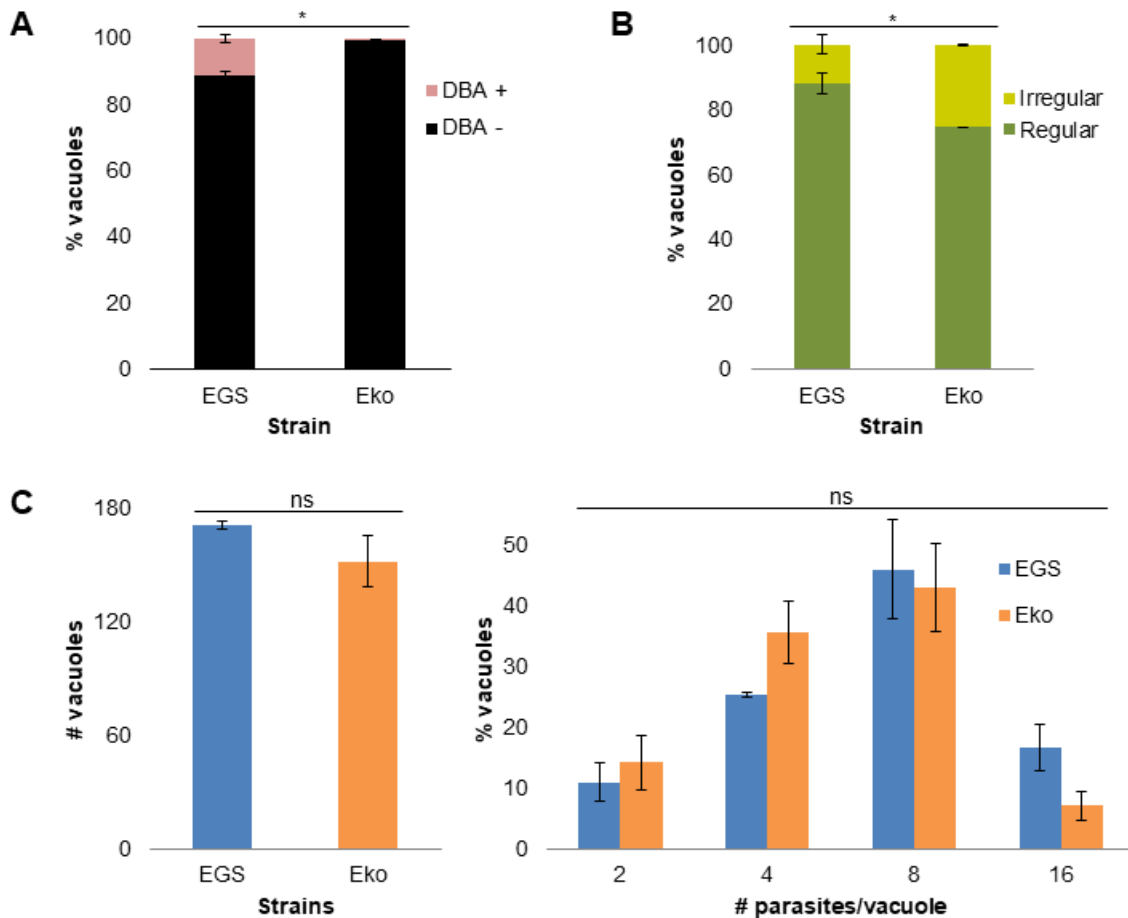 A
*
100
80
60
40
20
0
% vacuoles
EGS Eko
Strain
DBA +
DBA -
B
*
100
80
60
40
20
0
% vacuoles
EGS Eko
Strain
Irregular
Regular
C
ns
180
120
60
0
# vacuoles
EGS Eko
Strains
ns
50
40
30
20
10
0
% vacuoles
2 4 8 16
# parasites/vacuole
EGS
Eko